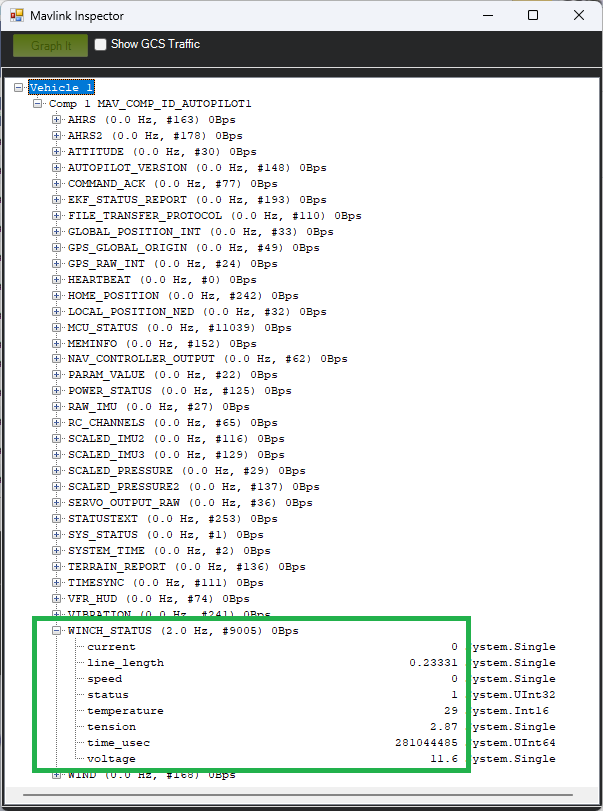 Mavlink Inspector
Graph It
Show GCS Traffic
Vehicle 1
Comp 1 MAV_COMP_ID_AUTOPILOT1
AHRS (0.0 Hz, #163) 0Bps
AHRS2 (0.0 Hz, #178) 0Bps
ATTITUDE (0.0 Hz, #30) 0Bps
AUTOPILOT_VERSION (0.0 Hz, #148) 0Bps
COMMAND_ACK (0.0 Hz, #77) 0Bps
EKF_STATUS_REPORT (0.0 Hz, #193) 0Bps
FILE_TRANSFER_PROTOCOL (0.0 Hz, #110) 0Bps
GLOBAL_POSITION_INT (0.0 Hz, #33) 0Bps
GPS_GLOBAL_ORIGIN (0.0 Hz, #49) 0Bps
GPS_RAW_INT (0.0 Hz, #24) 0Bps
HEARTBEAT (0.0 Hz, #0) 0Bps
HOME_POSITION (0.0 Hz, #242) 0Bps
LOCAL_POSITION_NED (0.0 Hz, #32) 0Bps
MCU_STATUS (0.0 Hz, #11039) 0Bps
MEMINFO (0.0 Hz, #152) 0Bps
NAV_CONTROLLER_OUTPUT (0.0 Hz, #62) 0Bps
PARAM_VALUE (0.0 Hz, #22) 0Bps
POWER_STATUS (0.0 Hz, #125) 0Bps
RAW_IMU (0.0 Hz, #27) 0Bps
RC_CHANNELS (0.0 Hz, #65) 0Bps
SCALED_IMU2 (0.0 Hz, #116) 0Bps
SCALED_IMU3 (0.0 Hz, #129) 0Bps
SCALED_PRESSURE (0.0 Hz, #29) 0Bps
SCALED_PRESSURE2 (0.0 Hz, #137) 0Bps
SERVO_OUTPUT_RAW (0.0 Hz, #36) 0Bps
STATUSTEXT (0.0 Hz, #253) 0Bps
SYS_STATUS (0.0 Hz, #1) 0Bps
SYSTEM_TIME (0.0 Hz, #2) 0Bps
TERRAIN_REPORT (0.0 Hz, #136) 0Bps
TIMESYNC (0.0 Hz, #111) 0Bps
VFR_HUD (0.0 Hz, #74) 0Bps
VIBRATION (0.0 Hz, #241) 0Bps
WINCH_STATUS (2.0 Hz, #9005) 0Bps
current 0 ystem.Single
line_length 0.23331 ystem.Single
speed 0 ystem.Single
status 1 ystem.UInt32
temperature 29 ystem.Int16
tension 2.87 ystem.Single
time_usec 281044485 ystem.UInt64
voltage 11.6 ystem.Single
WIND (0.0 Hz, #168) 0Bps